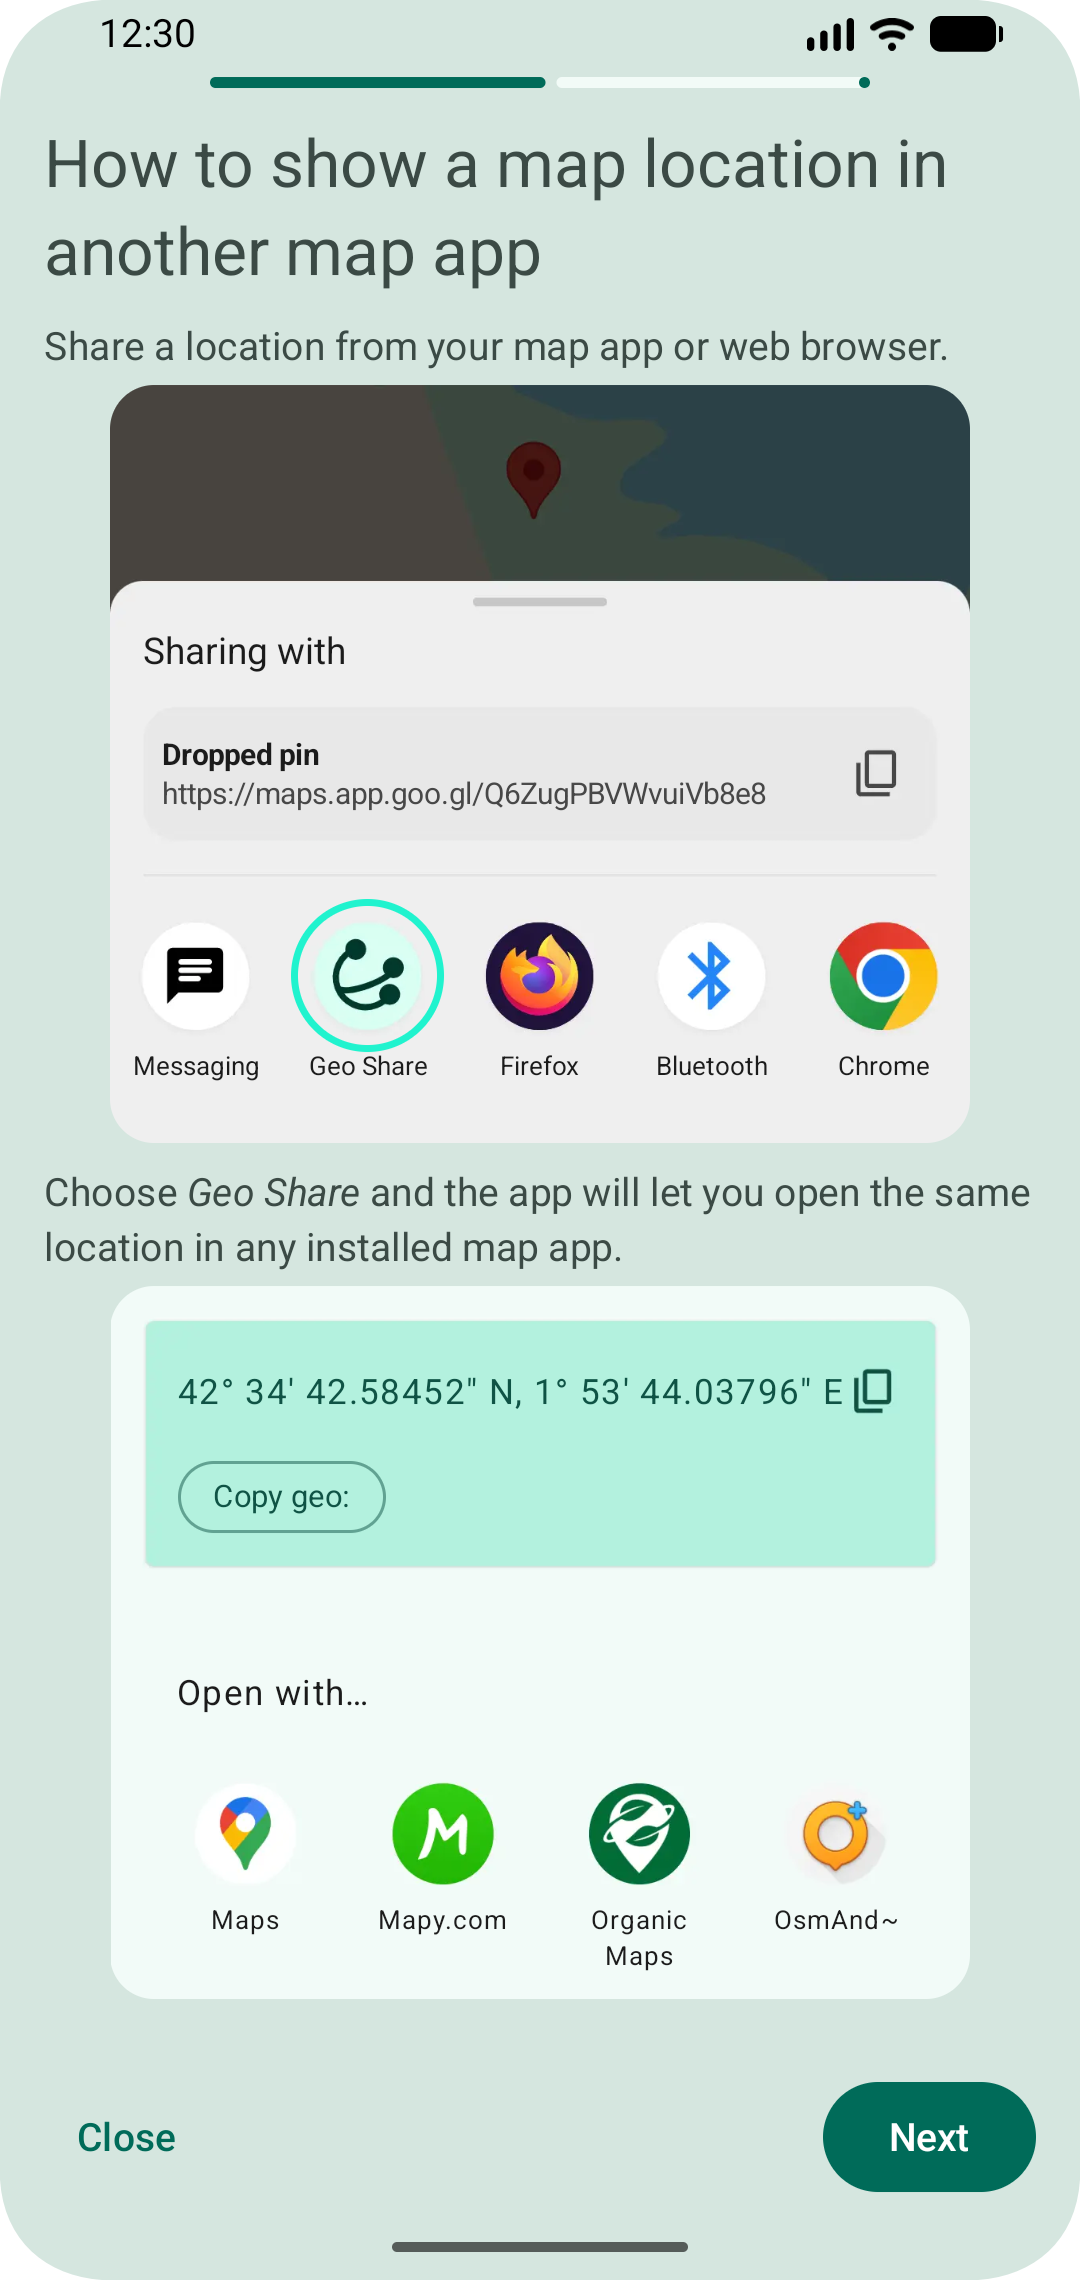 12:30
How to show a map location in
another map app
Share a location from your map app or web browser.
Sharing with
Dropped pin
https://maps.app.goo.gl/Q6ZugPBVWvuiVb8e8
Messaging
Geo Share
Firefox
Bluetooth
Chrome
Choose Geo Share and the app will let you open the same
location in any installed map app.
42° 34' 42.58452" N, 1° 53' 44.03796" E
Copy geo:
Open with…
Maps
Mapy.com
Organic
Maps
OsmAnd~
Close
Next